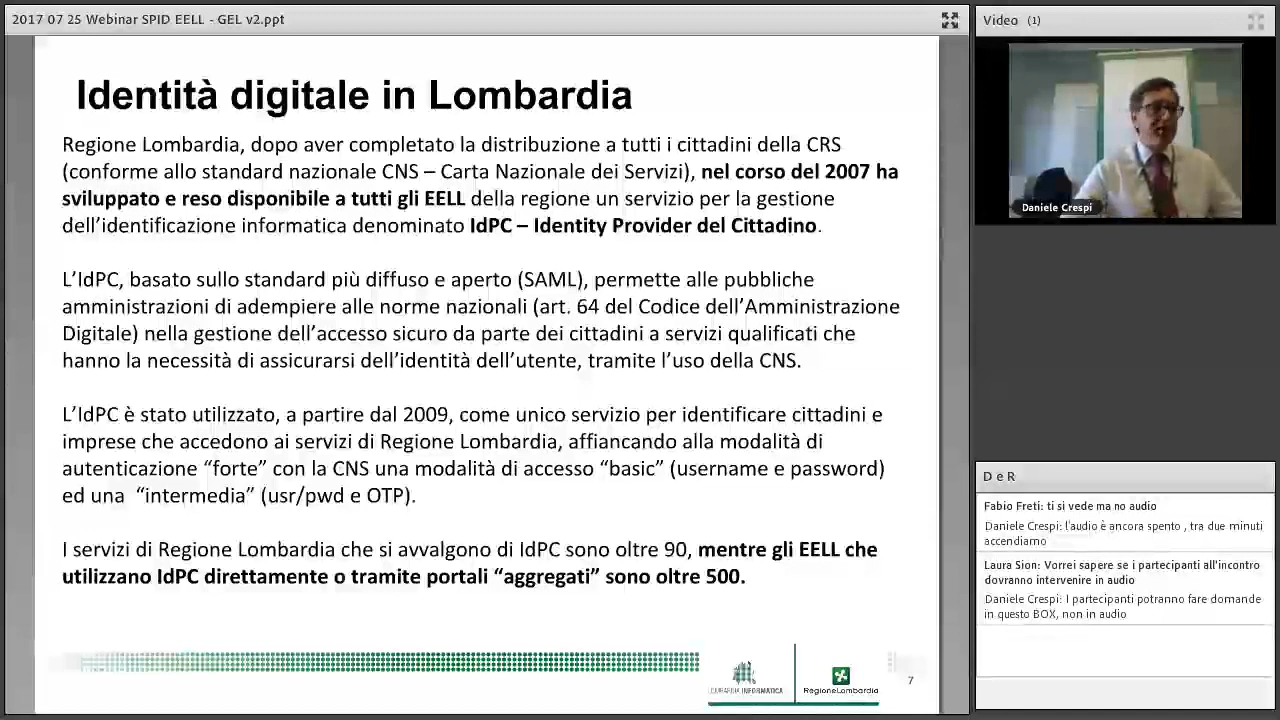 2017 07 25 Webinar SPID EELL - GEL v2.ppt
Identità digitale in Lombardia
Regione Lombardia, dopo aver completato la distribuzione a tutti i cittadini della CRS
(conforme allo standard nazionale CNS – Carta Nazionale dei Servizi), nel corso del 2007 ha
sviluppato e reso disponibile a tutti gli EELL della regione un servizio per la gestione
dell’identificazione informatica denominato IdPC – Identity Provider del Cittadino.
L’IdPC, basato sullo standard più diffuso e aperto (SAML), permette alle pubbliche
amministrazioni di adempiere alle norme nazionali (art. 64 del Codice dell’Amministrazione
Digitale) nella gestione dell’accesso sicuro da parte dei cittadini a servizi qualificati che
hanno la necessità di assicurarsi dell’identità dell’utente, tramite l’uso della CNS.
L’IdPC è stato utilizzato, a partire dal 2009, come unico servizio per identificare cittadini e
imprese che accedono ai servizi di Regione Lombardia, affiancando alla modalità di
autenticazione “forte” con la CNS una modalità di accesso “basic” (username e password)
ed una “intermedia” (usr/pwd e OTP).
I servizi di Regione Lombardia che si avvalgono di IdPC sono oltre 90, mentre gli EELL che
utilizzano IdPC direttamente o tramite portali “aggregati” sono oltre 500.
LOMBARDIA INFORMATICA
RegioneLombardia
7
Video (1)
Daniele Crespi
D e R
Fabio Freti: ti si vede ma no audio
Daniele Crespi: l'audio è ancora spento , tra due minuti
accendiamo
Laura Sion: Vorrei sapere se i partecipanti all'incontro
dovranno intervenire in audio
Daniele Crespi: I partecipanti potranno fare domande
in questo BOX, non in audio